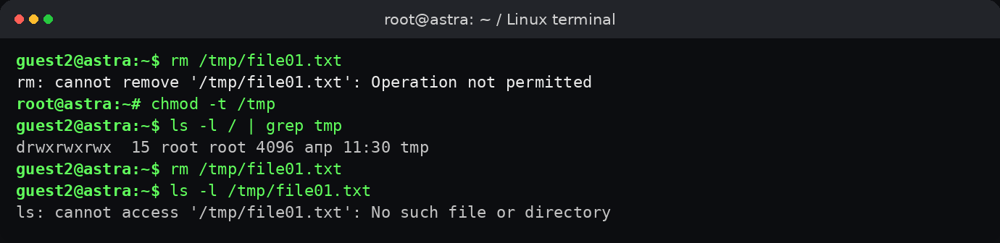 root@astra: ~ / Linux terminal
guest2@astra:~$ rm /tmp/file01.txt
rm: cannot remove '/tmp/file01.txt': Operation not permitted
root@astra:~# chmod -t /tmp
guest2@astra:~$ ls -l / | grep tmp
drwxrwxrwx  15 root root 4096 апр 11:30 tmp
guest2@astra:~$ rm /tmp/file01.txt
guest2@astra:~$ ls -l /tmp/file01.txt
ls: cannot access '/tmp/file01.txt': No such file or directory